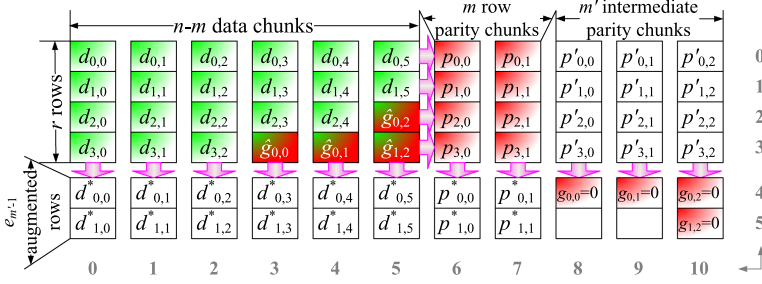 n-m data chunks m row parity chunks m′ intermediate parity chunks
d0,0 d0,1 d0,2 d0,3 d0,4 d0,5 p0,0 p0,1 p′0,0 p′0,1 p′0,2 0
d1,0 d1,1 d1,2 d1,3 d1,4 d1,5 p1,0 p1,1 p′1,0 p′1,1 p′1,2 1
d2,0 d2,1 d2,2 d2,3 d2,4 ĝ0,2 p2,0 p2,1 p′2,0 p′2,1 p′2,2 2
d3,0 d3,1 d3,2 ĝ0,0 ĝ0,1 ĝ1,2 p3,0 p3,1 p′3,0 p′3,1 p′3,2 3
r rows
d*0,0 d*0,1 d*0,2 d*0,3 d*0,4 d*0,5 p*0,0 p*0,1 g0,0=0 g0,1=0 g0,2=0 4
d*1,0 d*1,1 d*1,2 d*1,3 d*1,4 d*1,5 p*1,0 p*1,1 g1,2=0 5
em′-1 augmented rows
0 1 2 3 4 5 6 7 8 9 10